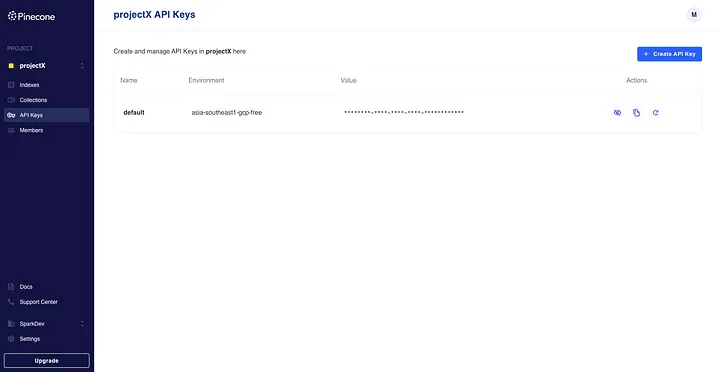 Pinecone
PROJECT
projectX
Indexes
Collections
API Keys
Members
Docs
Support Center
SparkDev
Settings
Upgrade
projectX API Keys
M
Create and manage API Keys in projectX here
+ Create API Key
Name Environment Value Actions
default asia-southeast1-gcp-free ********-****-****-****-************